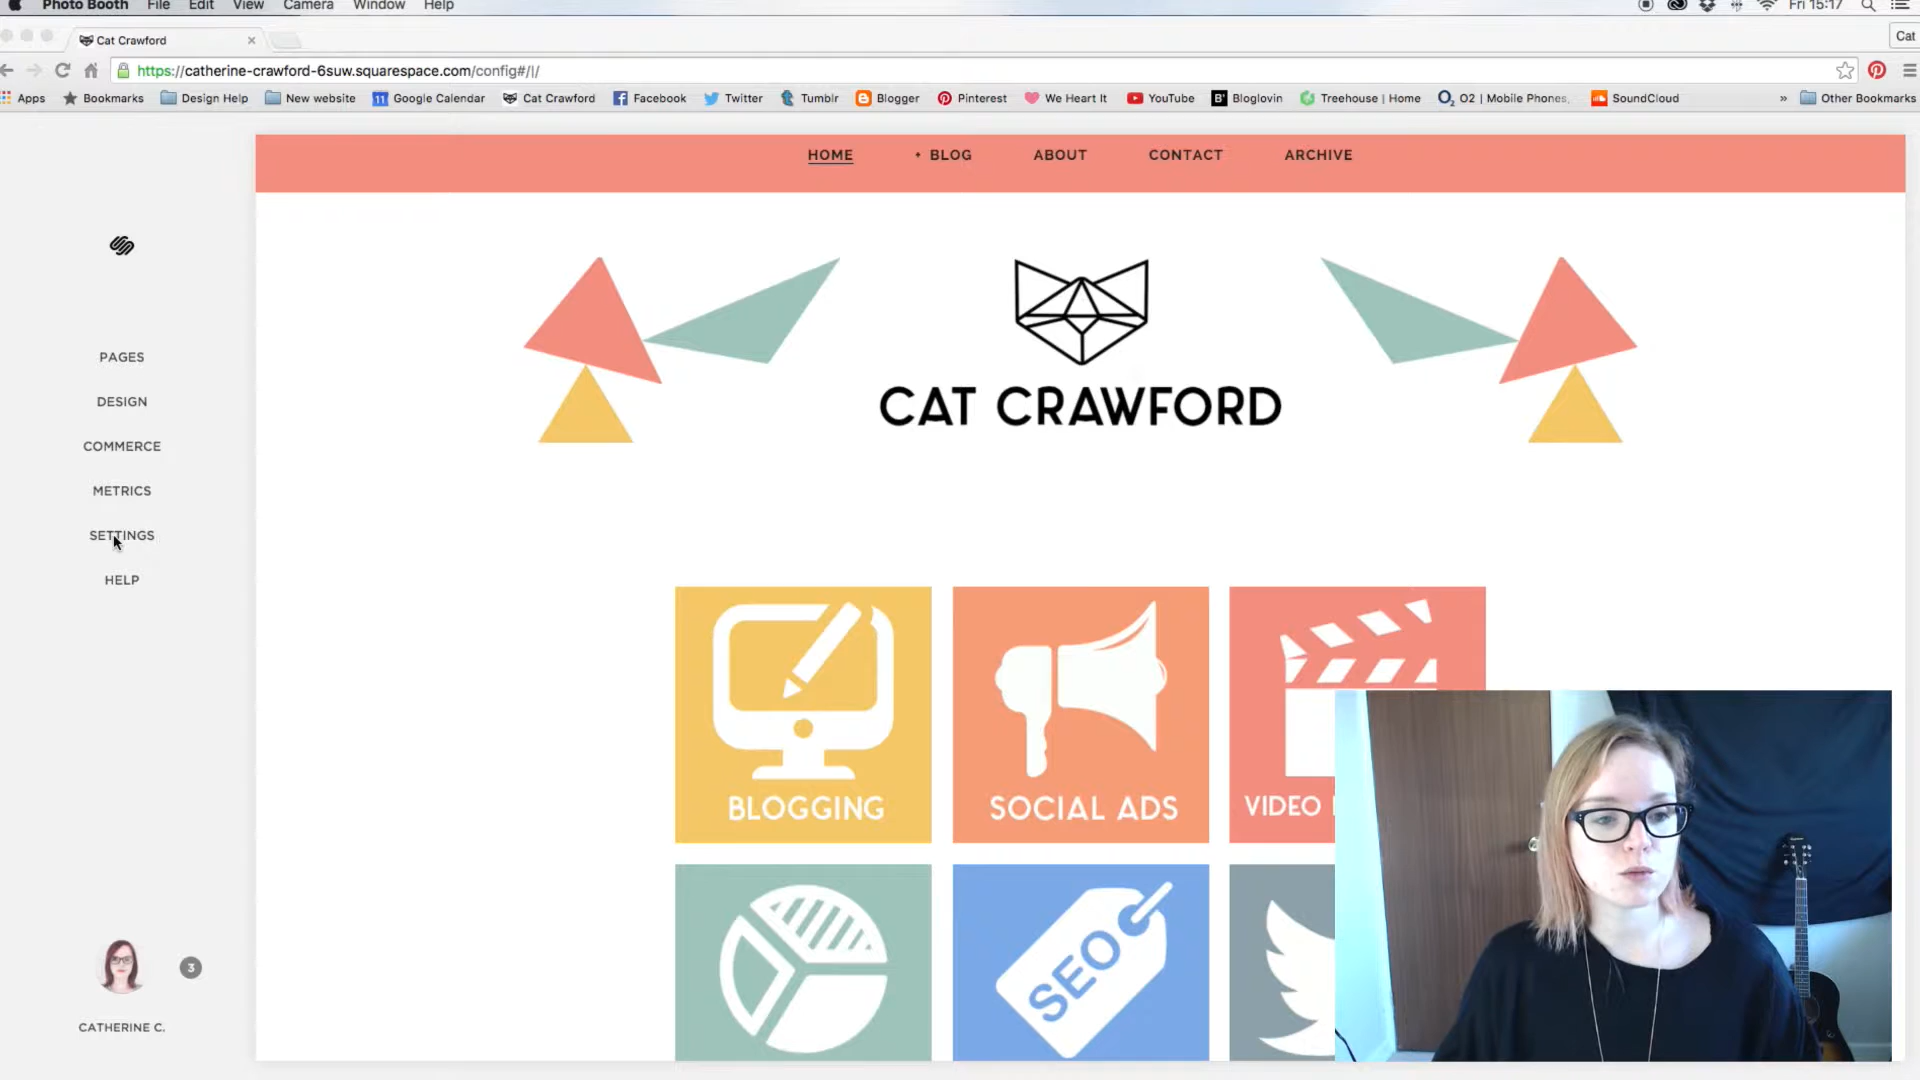 Photo Booth File Edit View Camera Window Help Fri 15:17
Cat Crawford × Cat
https://catherine-crawford-6suw.squarespace.com/config#/|/
Apps Bookmarks Design Help New website 11 Google Calendar Cat Crawford Facebook Twitter Tumblr Blogger Pinterest We Heart It YouTube B' Bloglovin Treehouse | Home O2 | Mobile Phones, SoundCloud » Other Bookmarks
HOME + BLOG ABOUT CONTACT ARCHIVE
PAGES
DESIGN
COMMERCE
METRICS
SETTINGS
HELP
CAT CRAWFORD
BLOGGING
SOCIAL ADS
VIDEO
SEO
3
CATHERINE C.